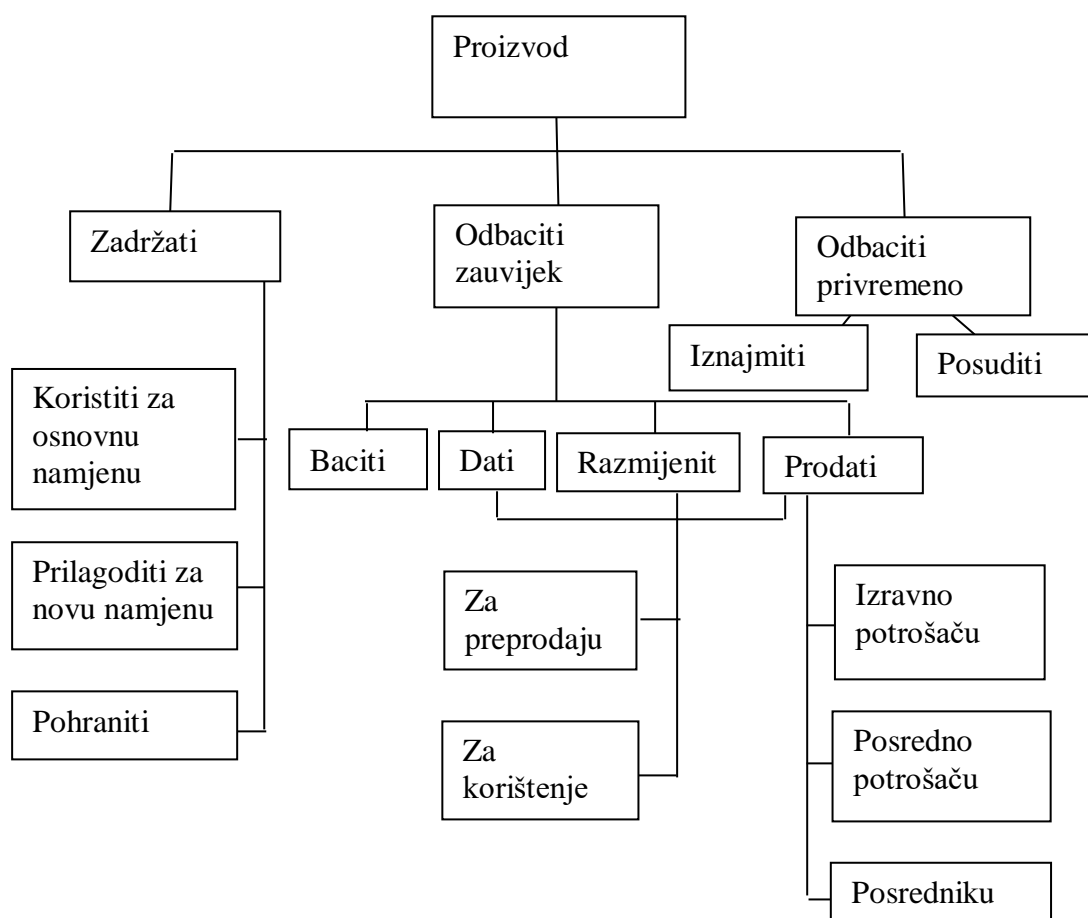 Proizvod
Zadržati
Odbaciti
zauvijek
Odbaciti
privremeno
Iznajmiti
Posuditi
Koristiti za
osnovnu
namjenu
Baciti
Dati
Razmijenit
Prodati
Prilagoditi za
novu namjenu
Za
preprodaju
Izravno
potrošaču
Pohraniti
Za
korištenje
Posredno
potrošaču
Posredniku